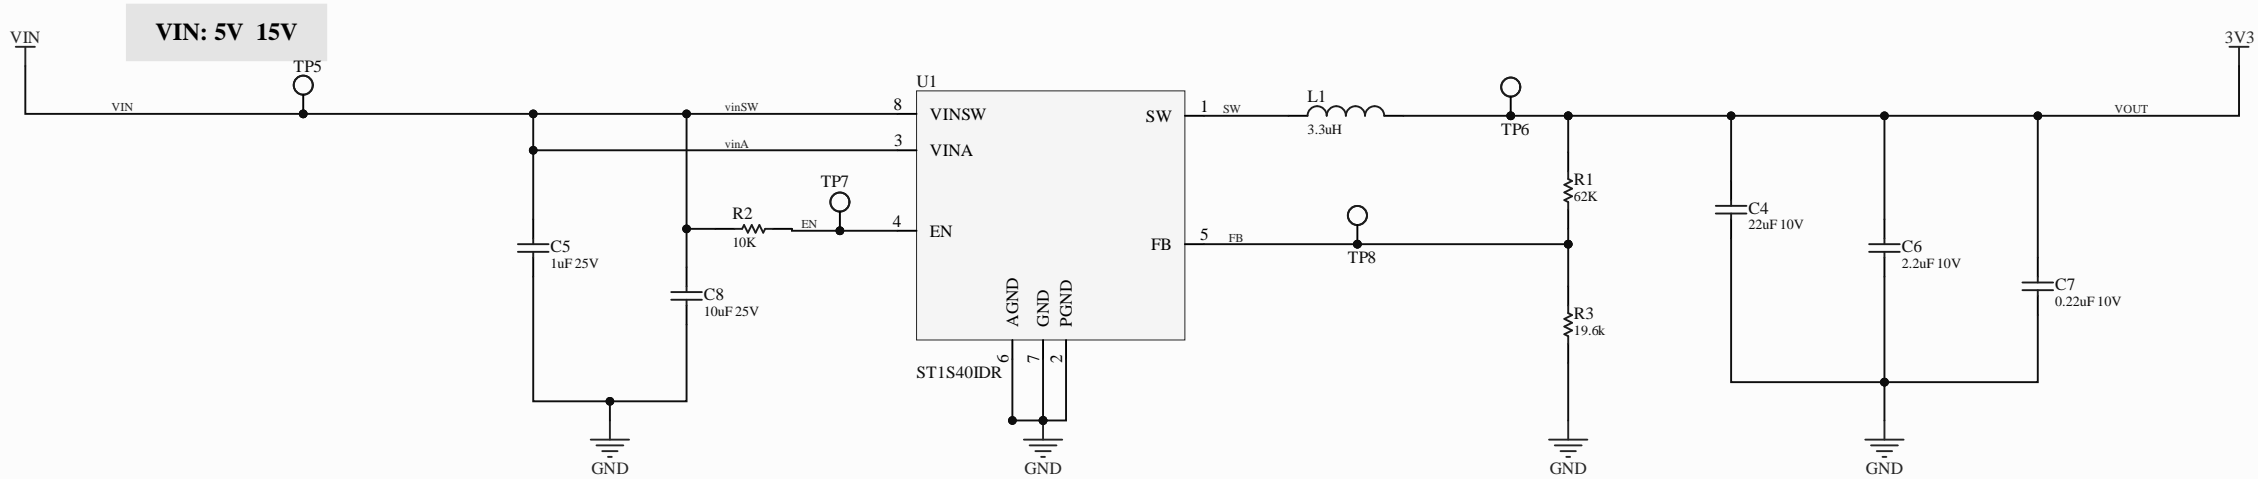 VIN: 5V  15V
VIN
3V3
TP5
U1
VIN
vinSW
8
VINSW
SW
1
SW
L1
3.3uH
TP6
VOUT
vinA
3
VINA
TP7
R2
10K
EN
4
EN
R1
62K
C4
22uF 10V
FB
5
FB
TP8
C5
1uF 25V
C6
2.2uF 10V
C8
10uF 25V
C7
0.22uF 10V
AGND
GND
PGND
R3
19.6k
6
7
2
ST1S40IDR
GND
GND
GND
GND